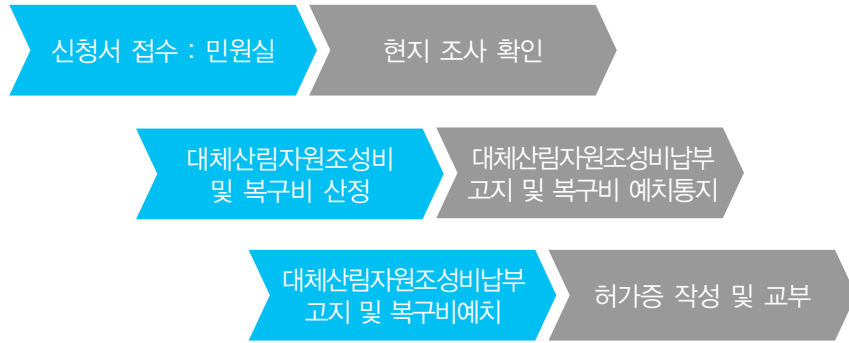 신청서 접수 : 민원실
현지 조사 확인
대체산림자원조성비
및 복구비 산정
대체산림자원조성비납부
고지 및 복구비 예치통지
대체산림자원조성비납부
고지 및 복구비예치
허가증 작성 및 교부